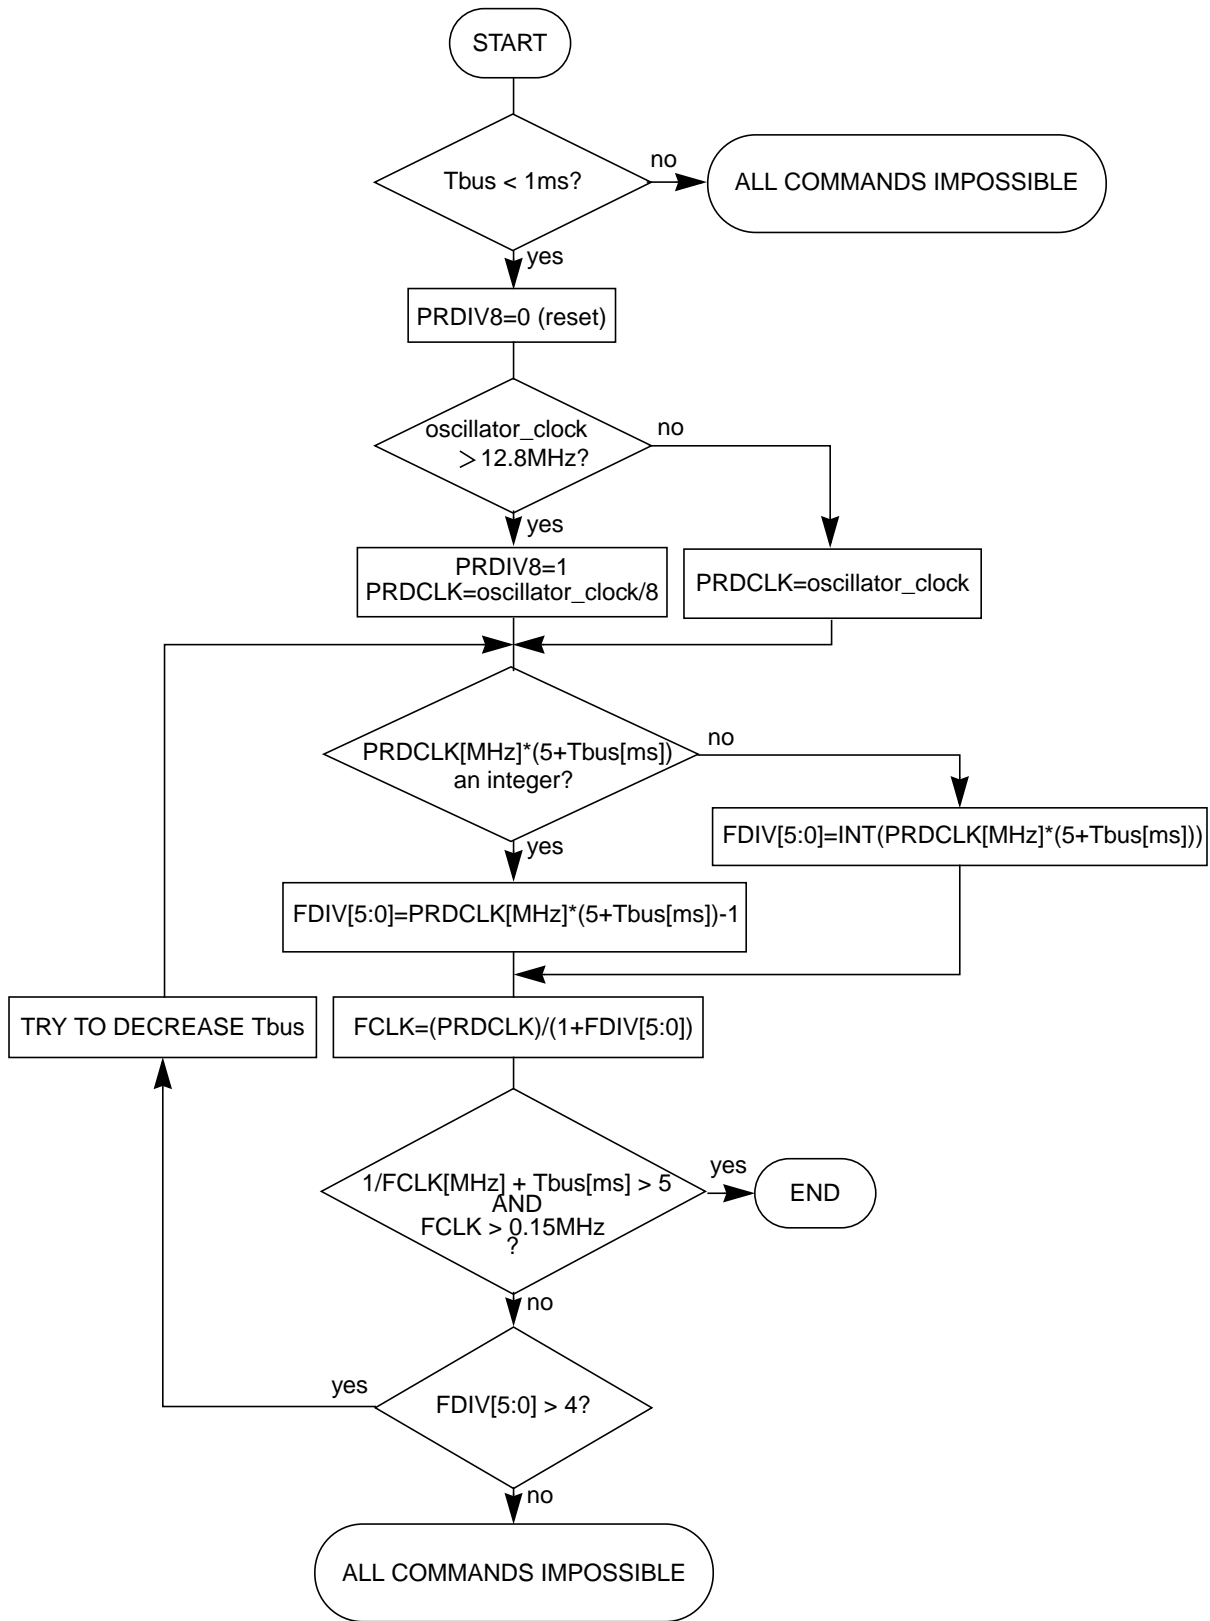 START
Tbus < 1ms?
no
ALL COMMANDS IMPOSSIBLE
yes
PRDIV8=0 (reset)
oscillator_clock
>12.8MHz?
no
yes
PRDIV8=1
PRDCLK=oscillator_clock/8
PRDCLK=oscillator_clock
PRDCLK[MHz]*(5+Tbus[ms])
an integer?
no
yes
FDIV[5:0]=INT(PRDCLK[MHz]*(5+Tbus[ms]))
FDIV[5:0]=PRDCLK[MHz]*(5+Tbus[ms])-1
TRY TO DECREASE Tbus
FCLK=(PRDCLK)/(1+FDIV[5:0])
1/FCLK[MHz] + Tbus[ms] > 5
AND
FCLK > 0.15MHz
?
yes
END
no
FDIV[5:0] > 4?
yes
no
ALL COMMANDS IMPOSSIBLE